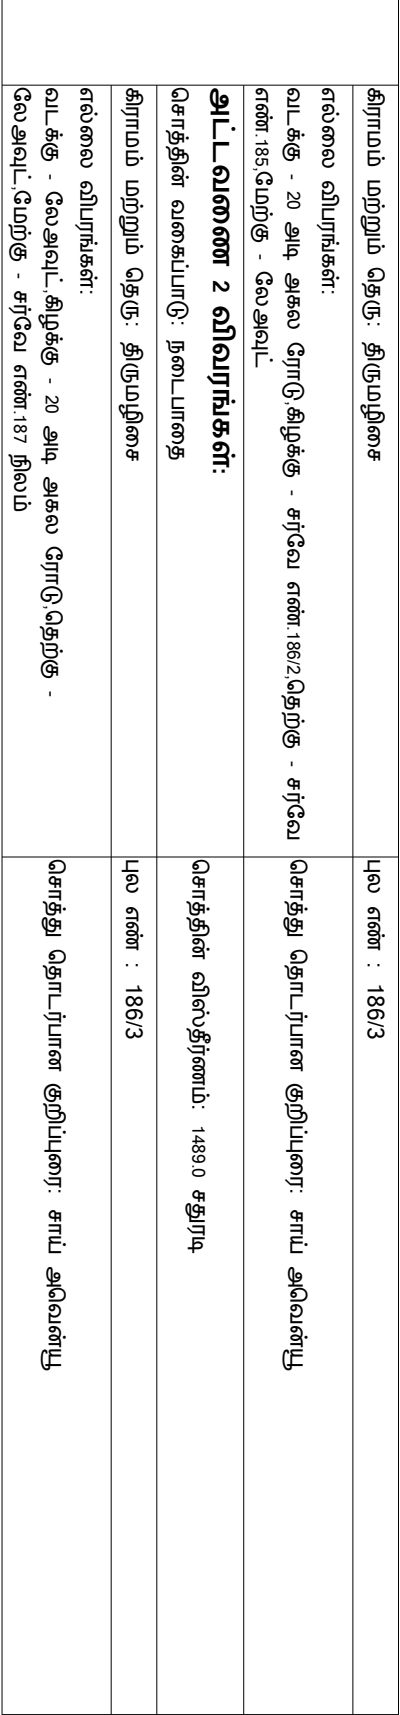 கிராமம் மற்றும் தெரு: திருமழிசை
புல எண் : 186/3
எல்லை விபரங்கள்:
வடக்கு - 20 அடி அகல ரோடு,கிழக்கு - சர்வே எண்.186/2,தெற்கு - சர்வே
எண்.185,மேற்கு - லேஅவுட்
சொத்து தொடர்பான குறிப்புரை: சாய் அவென்யூ
அட்டவணை 2 விவரங்கள்:
சொத்தின் வகைப்பாடு: நடைபாதை
சொத்தின் விஸ்தீர்ணம்: 1489.0 சதுரடி
கிராமம் மற்றும் தெரு: திருமழிசை
புல எண் : 186/3
எல்லை விபரங்கள்:
வடக்கு - லேஅவுட்,கிழக்கு - 20 அடி அகல ரோடு,தெற்கு -
லேஅவுட்,மேற்கு - சர்வே எண்.187 நிலம்
சொத்து தொடர்பான குறிப்புரை: சாய் அவென்யூ